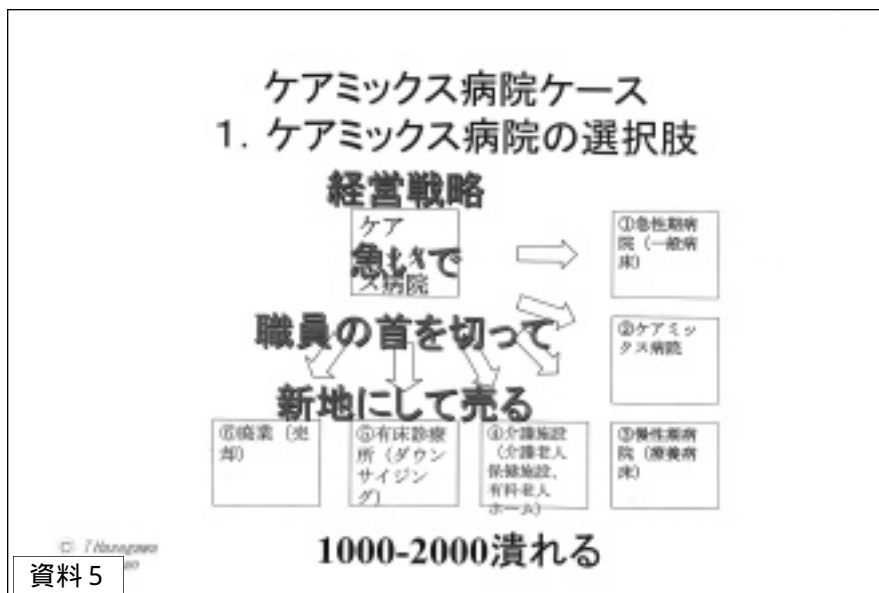 ケアミックス病院ケース
1. ケアミックス病院の選択肢
経営戦略
ケア
ス病院
急いで
職員の首を切って
新地にして売る
①急性期病
院（一般病
床）
②ケアミッ
クス病院
③慢性期病
院（療養病
床）
④介護施設
（介護老人
保健施設、
有料老人
ホーム）
⑤有床診療
所（ダウン
サイジン
グ）
⑥廃業（売
却）
1000-2000潰れる
資料5